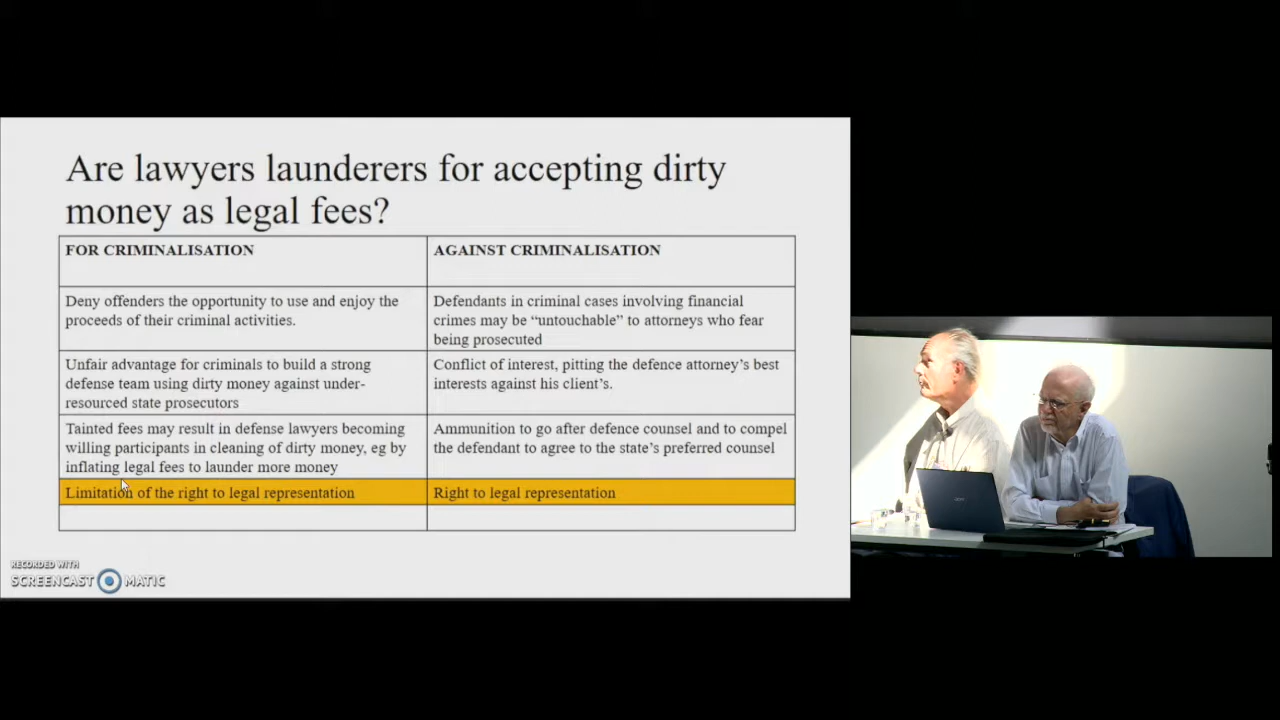 Are lawyers launderers for accepting dirty
money as legal fees?
FOR CRIMINALISATION
AGAINST CRIMINALISATION
Deny offenders the opportunity to use and enjoy the
proceeds of their criminal activities.
Defendants in criminal cases involving financial
crimes may be “untouchable” to attorneys who fear
being prosecuted
Unfair advantage for criminals to build a strong
defense team using dirty money against under-
resourced state prosecutors
Conflict of interest, pitting the defence attorney’s best
interests against his client’s.
Tainted fees may result in defense lawyers becoming
willing participants in cleaning of dirty money, eg by
inflating legal fees to launder more money
Ammunition to go after defence counsel and to compel
the defendant to agree to the state’s preferred counsel
Limitation of the right to legal representation
Right to legal representation
RECORDED WITH
SCREENCAST MATIC
acer